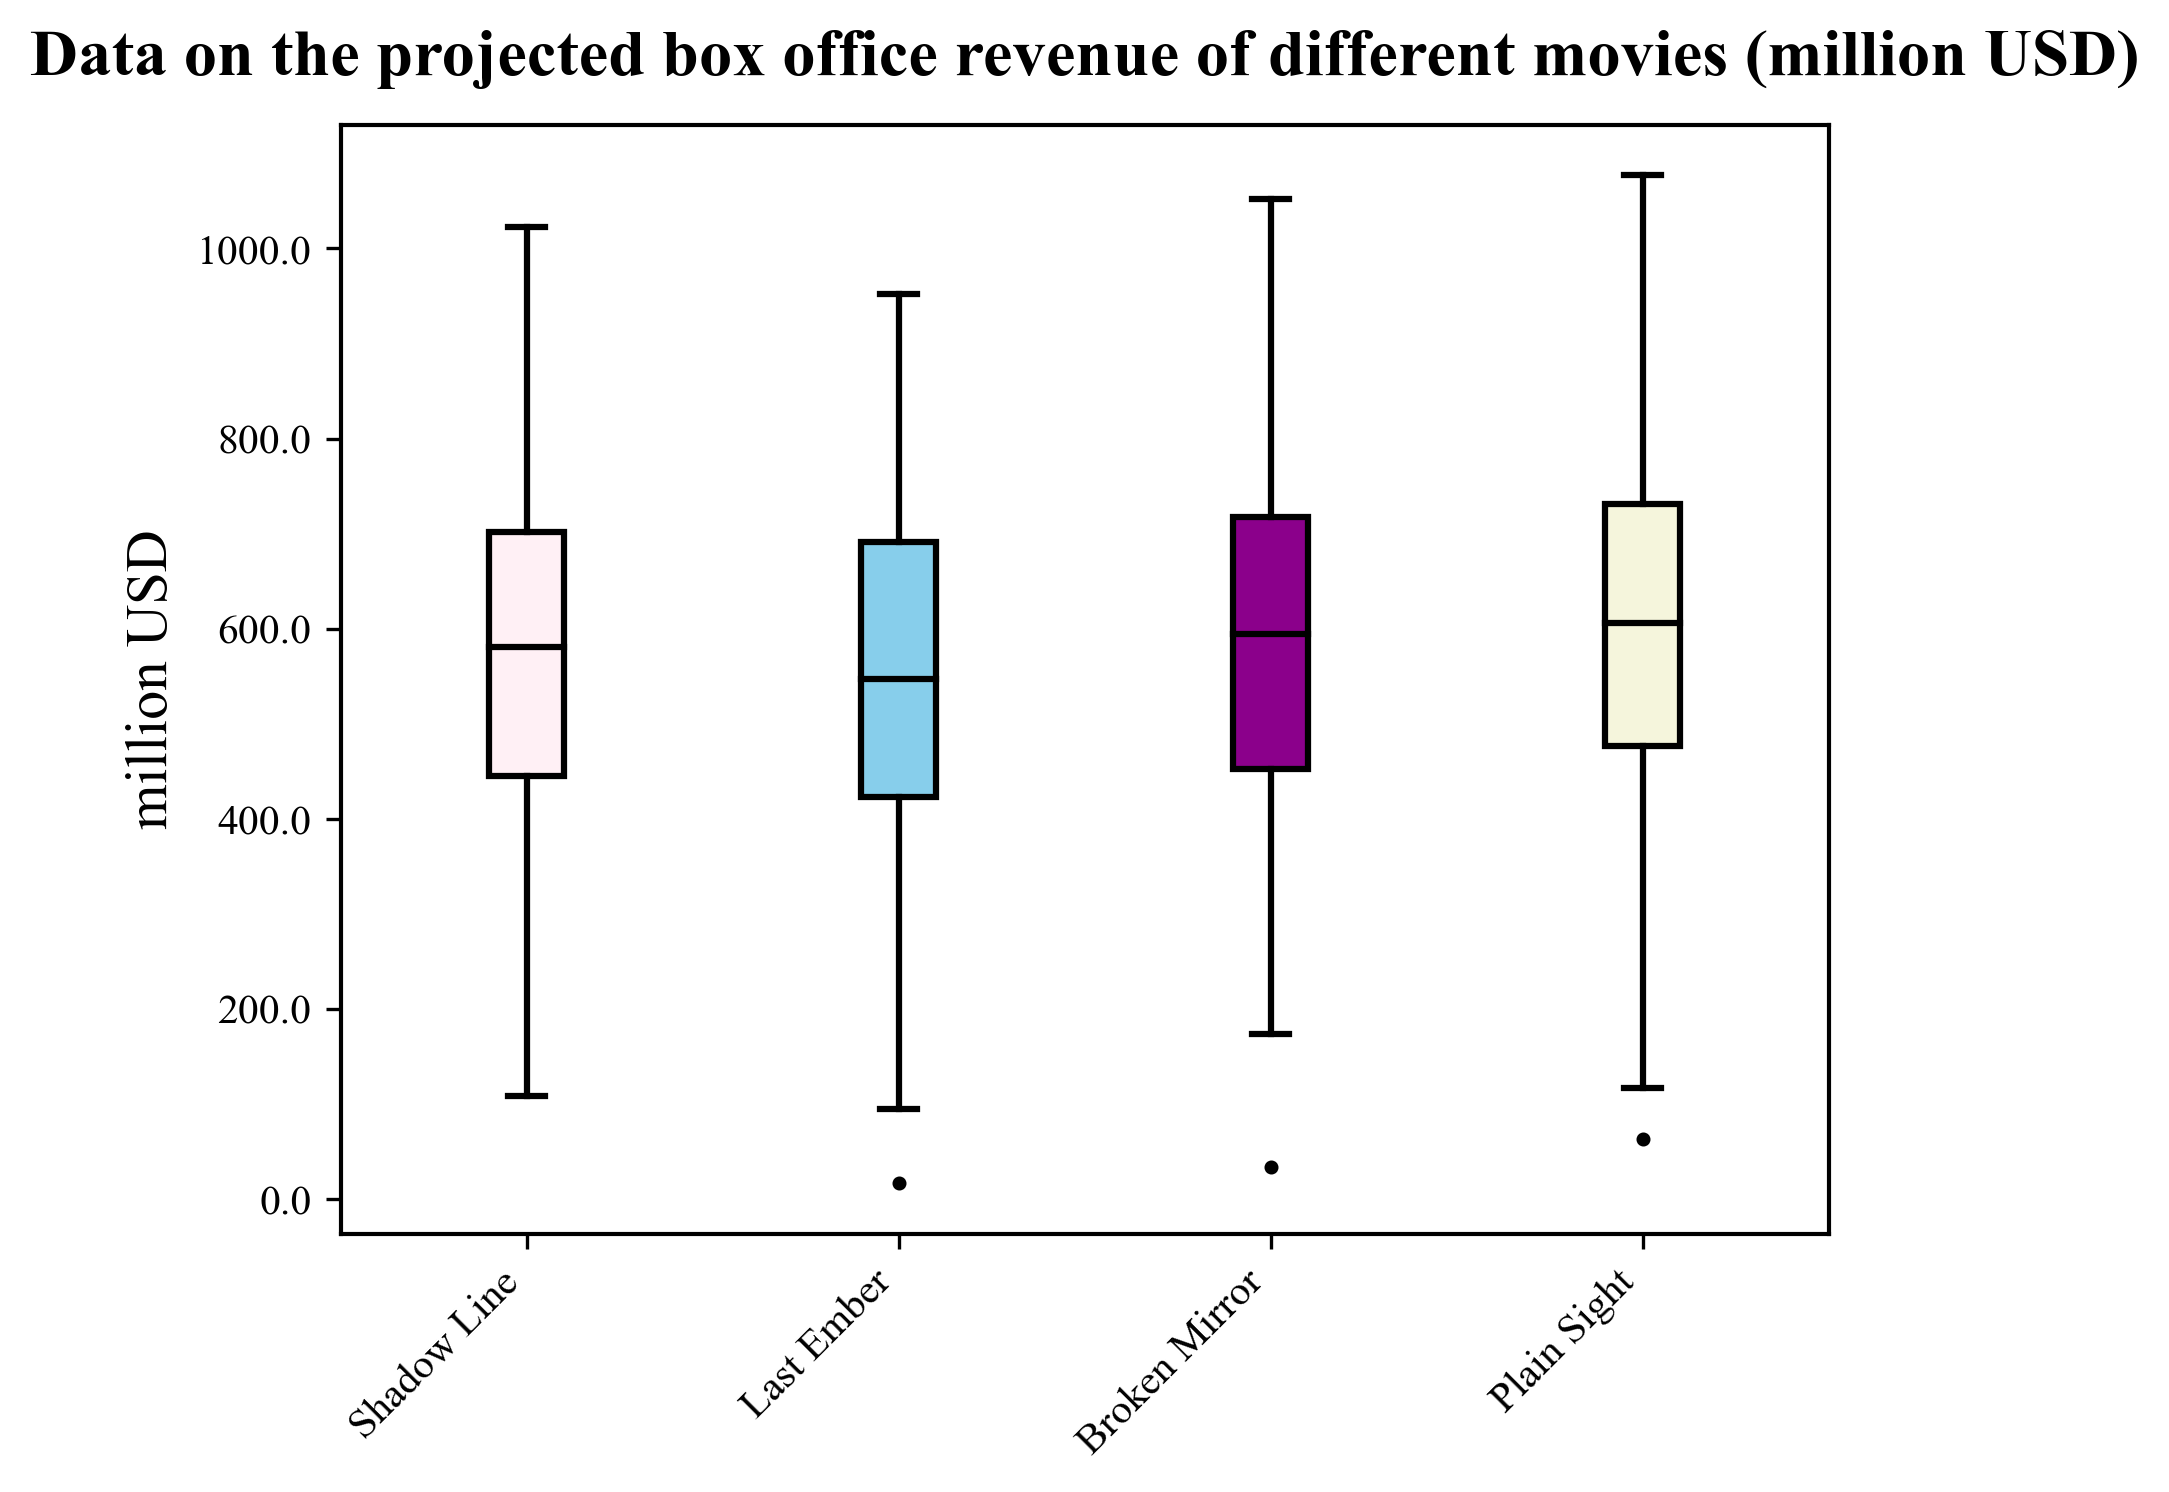 Data on the projected box office revenue of different movies (million USD)
million USD
1000.0
800.0
600.0
400.0
200.0
0.0
Shadow Line
Last Ember
Broken Mirror
Plain Sight